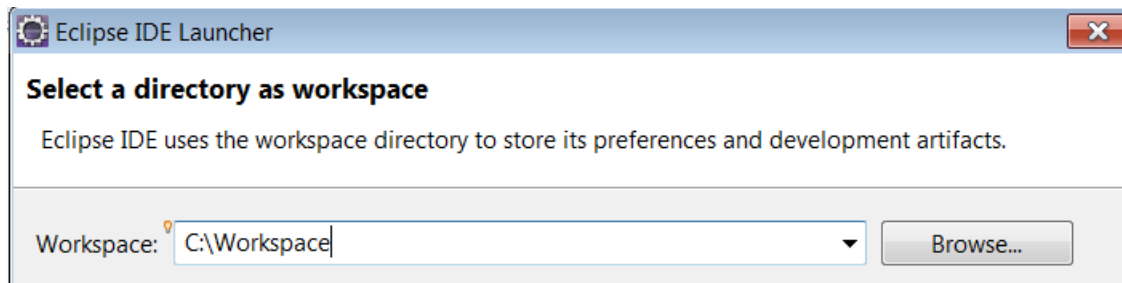 Eclipse IDE Launcher
Select a directory as workspace
Eclipse IDE uses the workspace directory to store its preferences and development artifacts.
Workspace: C:\Workspace Browse...